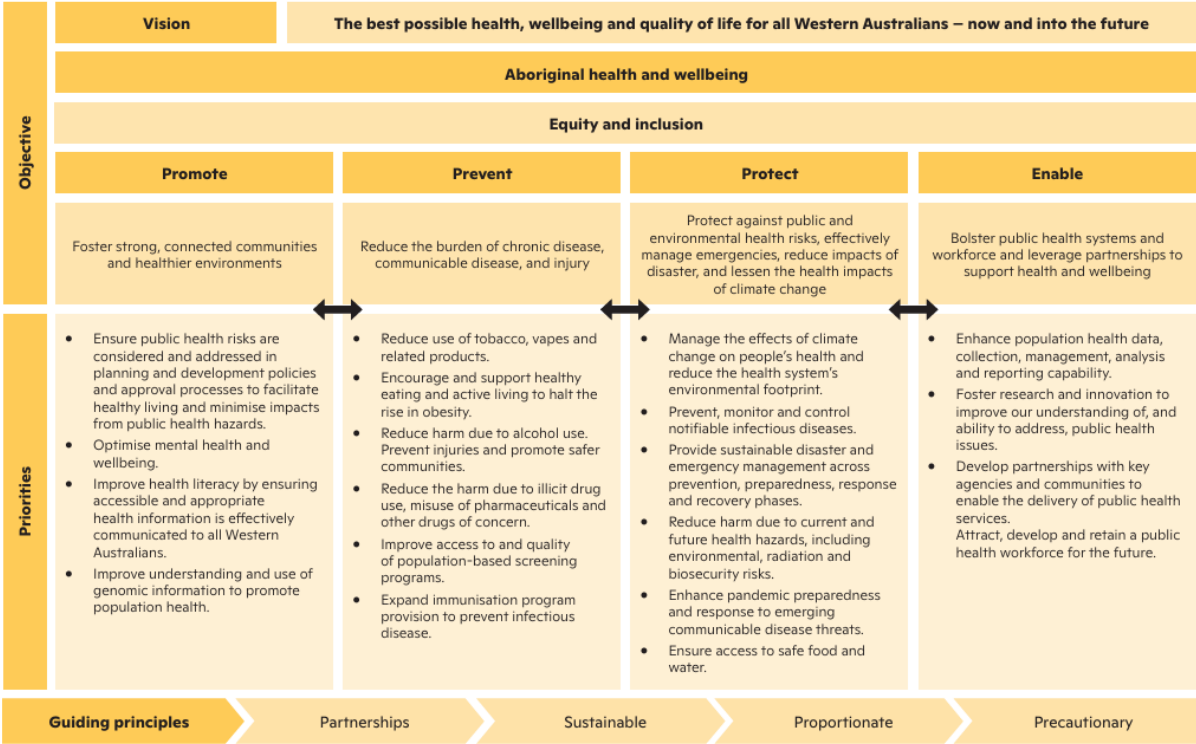 Objective
Vision
The best possible health, wellbeing and quality of life for all Western Australians – now and into the future
Aboriginal health and wellbeing
Equity and inclusion
Promote
Foster strong, connected communities
and healthier environments
Prevent
Reduce the burden of chronic disease,
communicable disease, and injury
Protect
Protect against public and
environmental health risks, effectively
manage emergencies, reduce impacts of
disaster, and lessen the health impacts
of climate change
Enable
Bolster public health systems and
workforce and leverage partnerships to
support health and wellbeing
Priorities
• Ensure public health risks are
considered and addressed in
planning and development policies
and approval processes to facilitate
healthy living and minimise impacts
from public health hazards.
• Optimise mental health and
wellbeing.
• Improve health literacy by ensuring
accessible and appropriate
health information is effectively
communicated to all Western
Australians.
• Improve understanding and use of
genomic information to promote
population health.
• Reduce use of tobacco, vapes and
related products.
• Encourage and support healthy
eating and active living to halt the
rise in obesity.
• Reduce harm due to alcohol use.
Prevent injuries and promote safer
communities.
• Reduce the harm due to illicit drug
use, misuse of pharmaceuticals and
other drugs of concern.
• Improve access to and quality
of population-based screening
programs.
• Expand immunisation program
provision to prevent infectious
disease.
• Manage the effects of climate
change on people's health and
reduce the health system's
environmental footprint.
• Prevent, monitor and control
notifiable infectious diseases.
• Provide sustainable disaster and
emergency management across
prevention, preparedness, response
and recovery phases.
• Reduce harm due to current and
future health hazards, including
environmental, radiation and
biosecurity risks.
• Enhance pandemic preparedness
and response to emerging
communicable disease threats.
• Ensure access to safe food and
water.
• Enhance population health data,
collection, management, analysis
and reporting capability.
• Foster research and innovation to
improve our understanding of, and
ability to address, public health
issues.
• Develop partnerships with key
agencies and communities to
enable the delivery of public health
services.
Attract, develop and retain a public
health workforce for the future.
Guiding principles
Partnerships
Sustainable
Proportionate
Precautionary